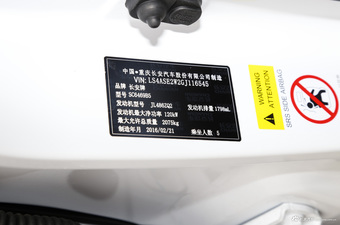 中国●重庆长安汽车股份有限公司制造
VIN: LS4ASE2W2GJ116545
品牌 长安牌
型号 SC6469B5
发动机型号 JL486ZQ2 发动机排量 1798mL
发动机最大净功率 120kW
最大允许总质量 2075kg
制造年月 2016/02/21 乘坐人数 5
WARNING
ATTENTION
SRS SIDE AIRBAG